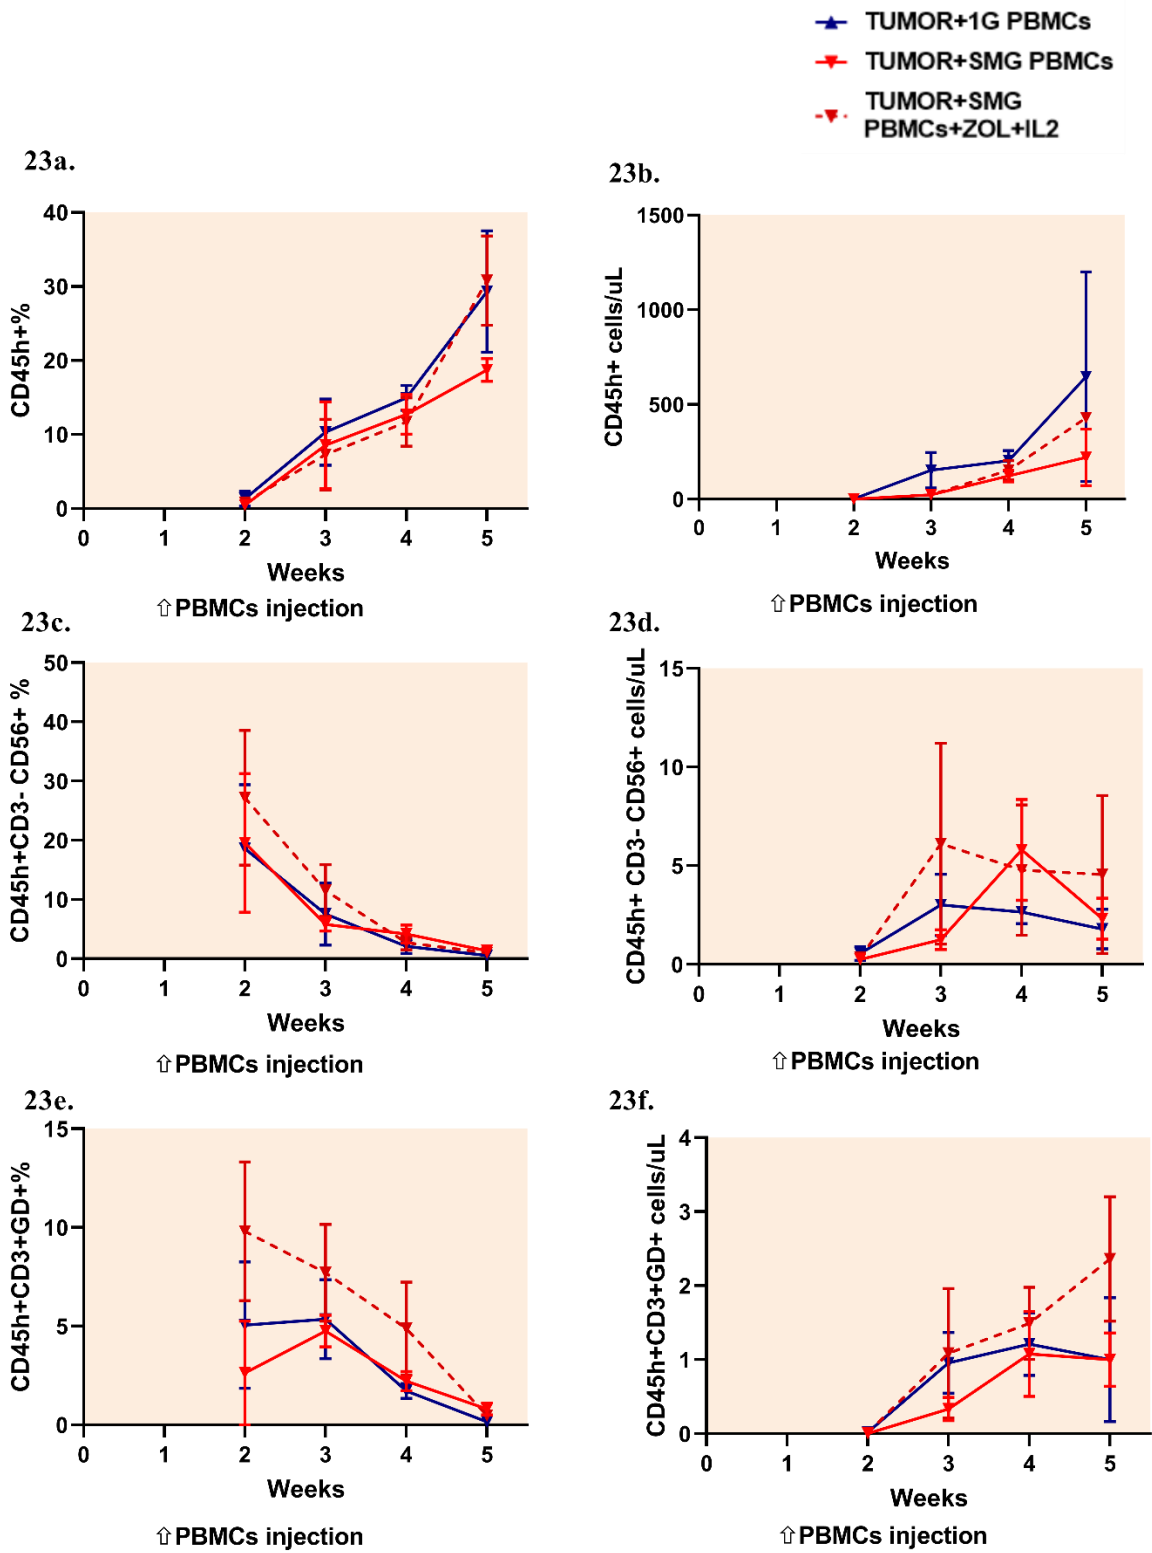 TUMOR+1G PBMCs
TUMOR+SMG PBMCs
TUMOR+SMG
PBMCs+ZOL+IL2
23a.
CD45h+%
40
30
20
10
0
0 1 2 3 4 5
Weeks
⇧PBMCs injection
23b.
CD45h+ cells/uL
1500
1000
500
0
0 1 2 3 4 5
Weeks
⇧PBMCs injection
23c.
CD45h+CD3- CD56+ %
50
40
30
20
10
0
0 1 2 3 4 5
Weeks
⇧PBMCs injection
23d.
CD45h+ CD3- CD56+ cells/uL
15
10
5
0
0 1 2 3 4 5
Weeks
⇧PBMCs injection
23e.
CD45h+CD3+GD+%
15
10
5
0
0 1 2 3 4 5
Weeks
⇧PBMCs injection
23f.
CD45h+CD3+GD+ cells/uL
4
3
2
1
0
0 1 2 3 4 5
Weeks
⇧PBMCs injection